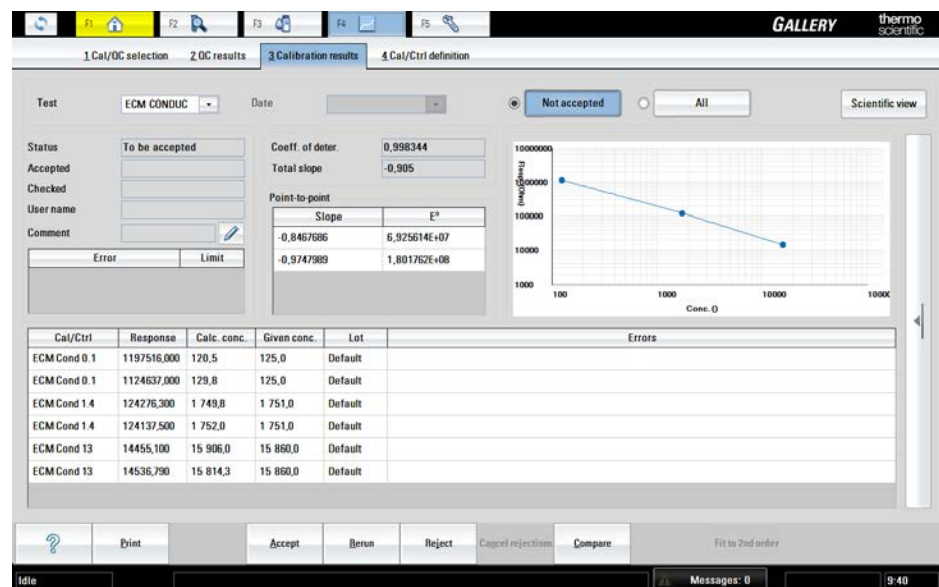 F1 F2 F3 F4 F5 GALLERY thermo scientific
1 Cal/QC selection 2 QC results 3 Calibration results 4 Cal/Ctrl definition
Test ECM CONDUC Date Not accepted All Scientific view
Status To be accepted Coeff. of deter. 0,998344
Accepted Total slope -0,905
Checked
Point-to-point
User name Slope E°
Comment -0,8467686 6,925614E+07
Error Limit -0,9747989 1,801762E+08
10000000
1000000
100000
10000
1000
100 1000 10000
Conc. ()
Cal/Ctrl Response Calc. conc. Given conc. Lot Errors
ECM Cond 0.1 1197516,000 120,5 125,0 Default
ECM Cond 0.1 1124637,000 129,8 125,0 Default
ECM Cond 1.4 124276,300 1 749,8 1 751,0 Default
ECM Cond 1.4 124137,500 1 752,0 1 751,0 Default
ECM Cond 13 14455,100 15 906,0 15 860,0 Default
ECM Cond 13 14536,790 15 814,3 15 860,0 Default
? Print Accept Rerun Reject Cancel rejections Compare Fit to 2nd order
Idle Messages: 0 9:40